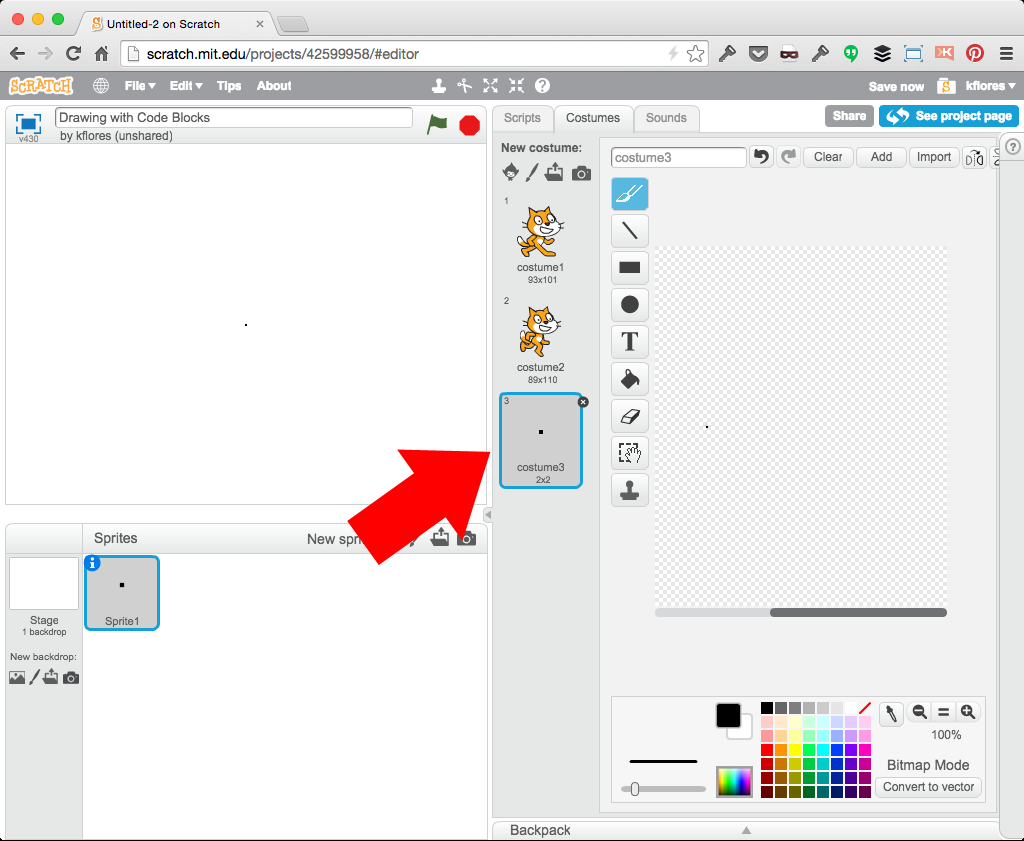 Untitled-2 on Scratch
scratch.mit.edu/projects/42599958/#editor
SCRATCH File Edit Tips About Save now kflores
v430
Drawing with Code Blocks
by kflores (unshared)
Scripts Costumes Sounds Share See project page
New costume:
costume3 Clear Add Import
1
costume1
93x101
2
costume2
89x110
3
costume3
2x2
T
Sprites New
Sprite1
Stage
1 backdrop
New backdrop:
100%
Bitmap Mode
Convert to vector
Backpack